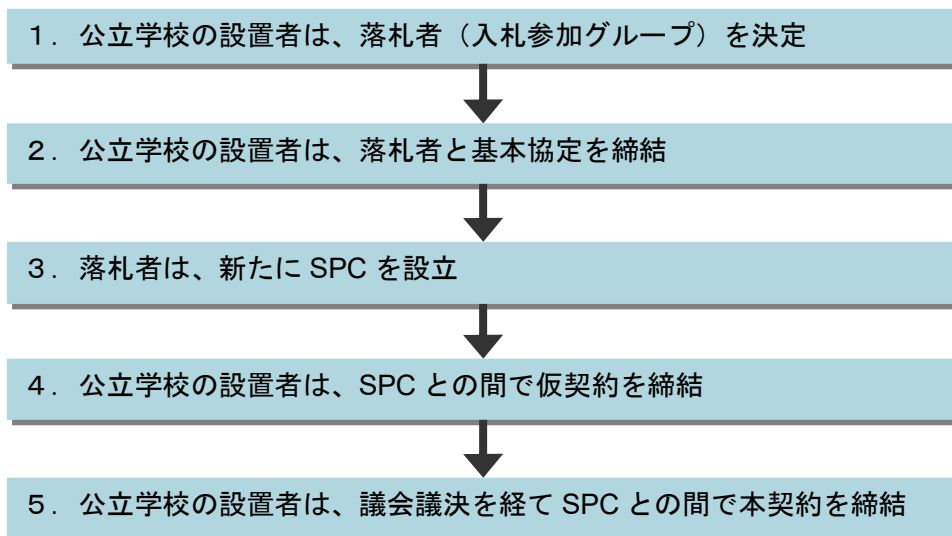 １．公立学校の設置者は、落札者（入札参加グループ）を決定
２．公立学校の設置者は、落札者と基本協定を締結
３．落札者は、新たに SPC を設立
４．公立学校の設置者は、SPC との間で仮契約を締結
５．公立学校の設置者は、議会議決を経て SPC との間で本契約を締結